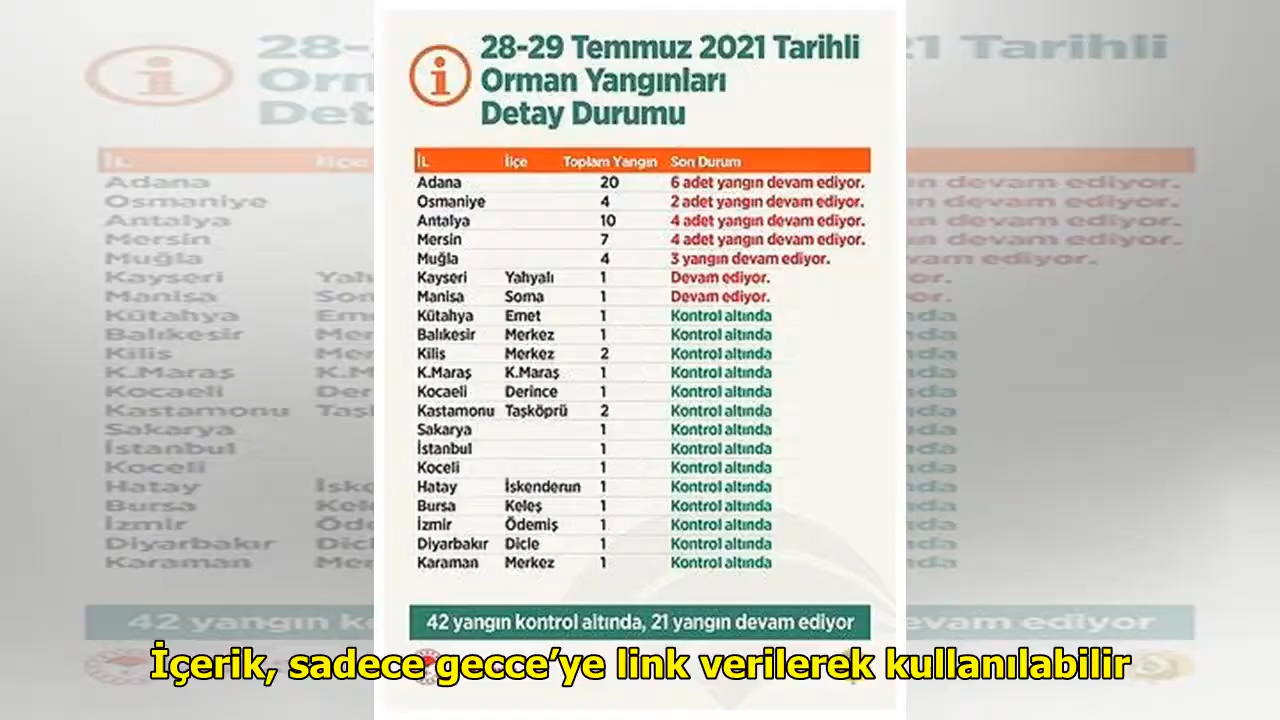 28-29 Temmuz 2021 Tarihli
Orman Yangınları
Detay Durumu
İL İlçe Toplam Yangın Son Durum
Adana 20 6 adet yangın devam ediyor.
Osmaniye 4 2 adet yangın devam ediyor.
Antalya 10 4 adet yangın devam ediyor.
Mersin 7 4 adet yangın devam ediyor.
Muğla 4 3 yangın devam ediyor.
Kayseri Yahyalı 1 Devam ediyor.
Manisa Soma 1 Devam ediyor.
Kütahya Emet 1 Kontrol altında
Balıkesir Merkez 1 Kontrol altında
Kilis Merkez 2 Kontrol altında
K.Maraş K.Maraş 1 Kontrol altında
Kocaeli Derince 1 Kontrol altında
Kastamonu Taşköprü 2 Kontrol altında
Sakarya 1 Kontrol altında
İstanbul 1 Kontrol altında
Koceli 1 Kontrol altında
Hatay İskenderun 1 Kontrol altında
Bursa Keleş 1 Kontrol altında
İzmir Ödemiş 1 Kontrol altında
Diyarbakır Dicle 1 Kontrol altında
Karaman Merkez 1 Kontrol altında
42 yangın kontrol altında, 21 yangın devam ediyor
İçerik, sadece gecce’ye link verilerek kullanılabilir